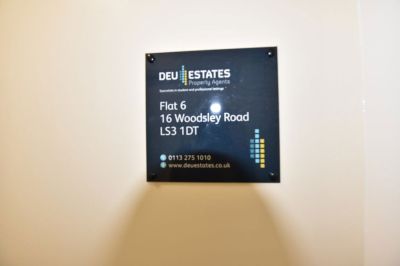 DEU ESTATES
Property Agents
Specialists in student and professional lettings
Flat 6
16 Woodsley Road
LS3 1DT
0113 275 1010
www.deuestates.co.uk